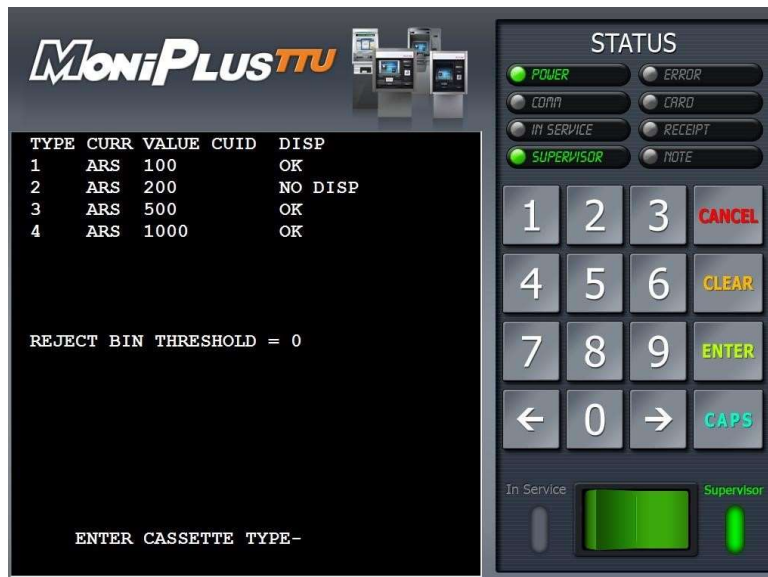 MoniPlus TTU
TYPE CURR VALUE CUID DISP
1 ARS 100 OK
2 ARS 200 NO DISP
3 ARS 500 OK
4 ARS 1000 OK
REJECT BIN THRESHOLD = 0
ENTER CASSETTE TYPE-
STATUS
POWER ERROR
COMM CARD
IN SERVICE RECEIPT
SUPERVISOR NOTE
1 2 3 CANCEL
4 5 6 CLEAR
7 8 9 ENTER
← 0 → CAPS
In Service Supervisor